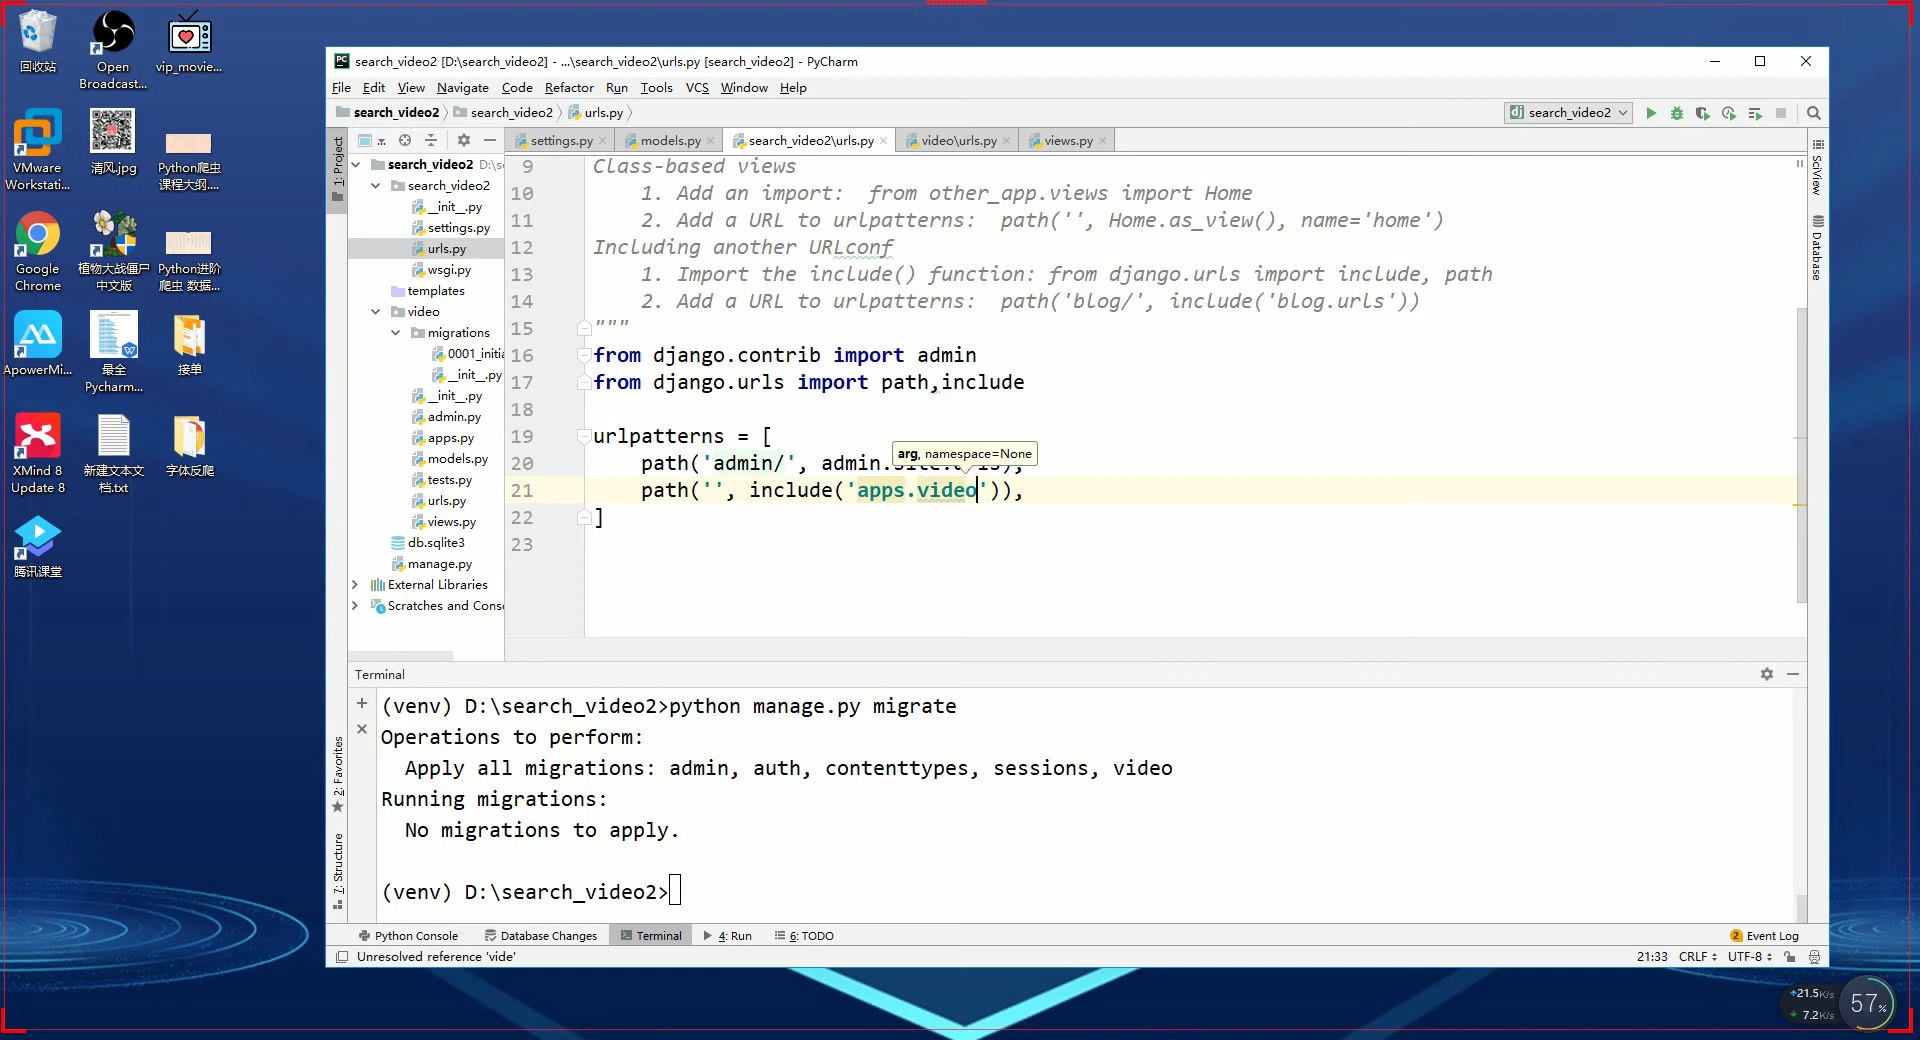 回收站
Open
Broadcast...
vip_movie...
VMware
Workstati...
清风.jpg
Python爬虫
课程大纲....
Google
Chrome
植物大战僵尸
中文版
Python进阶
爬虫 数据...
ApowerMi...
最全
Pycharm...
接单
XMind 8
Update 8
新建文本文
档.txt
字体反爬
腾讯课堂
search_video2 [D:\search_video2] - ...\search_video2\urls.py [search_video2] - PyCharm
File Edit View Navigate Code Refactor Run Tools VCS Window Help
search_video2 search_video2 urls.py
search_video2
settings.py models.py search_video2\urls.py video\urls.py views.py
1: Project
search_video2 D:\s
search_video2
__init__.py
settings.py
urls.py
wsgi.py
templates
video
migrations
0001_initia
__init__.py
__init__.py
admin.py
apps.py
models.py
tests.py
urls.py
views.py
db.sqlite3
manage.py
External Libraries
Scratches and Conso
9 Class-based views
10 1. Add an import:  from other_app.views import Home
11 2. Add a URL to urlpatterns:  path('', Home.as_view(), name='home')
12 Including another URLconf
13 1. Import the include() function: from django.urls import include, path
14 2. Add a URL to urlpatterns:  path('blog/', include('blog.urls'))
15 """
16 from django.contrib import admin
17 from django.urls import path,include
18
19 urlpatterns = [
arg, namespace=None
20 path('admin/', admin.site.urls),
21 path('', include('apps.video')),
22 ]
23
SciView
Database
Terminal
(venv) D:\search_video2>python manage.py migrate
Operations to perform:
Apply all migrations: admin, auth, contenttypes, sessions, video
Running migrations:
No migrations to apply.
(venv) D:\search_video2>
2: Favorites
7: Structure
Python Console Database Changes Terminal 4: Run 6: TODO
2 Event Log
Unresolved reference 'vide'
21:33 CRLF UTF-8
21.5K/s
7.2K/s
57%